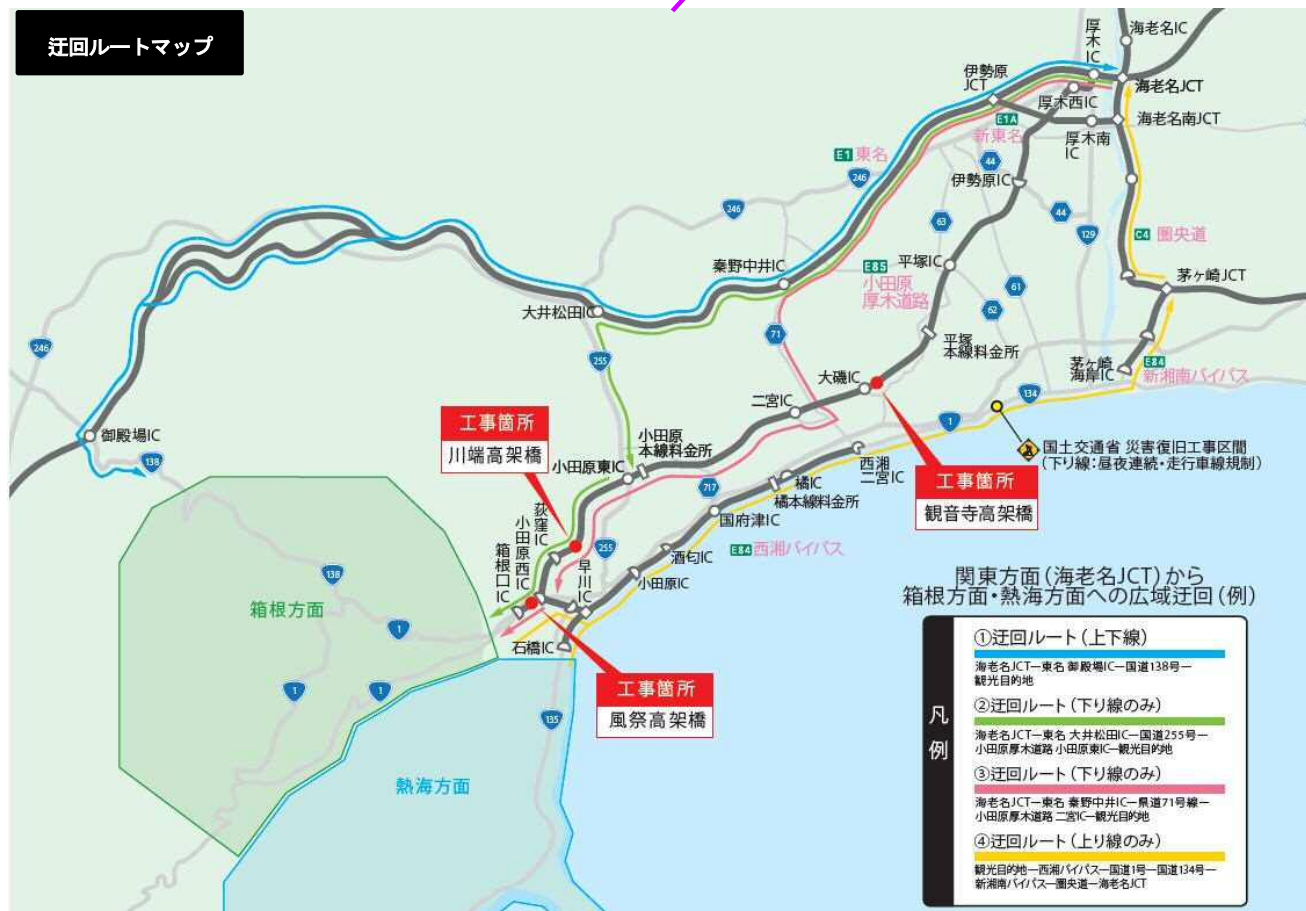 迂回ルートマップ
厚木IC
海老名IC
伊勢原
JCT
海老名JCT
厚木西IC
海老名南JCT
E1A
新東名
厚木南
IC
E1 東名
44
246
伊勢原IC
246
246
63
44
129
C4 圏央道
秦野中井IC
E85
小田原
厚木道路
平塚IC
茅ヶ崎JCT
大井松田IC
61
62
71
平塚
本線料金所
246
255
茅ヶ崎
海岸IC
E84
新湘南バイパス
大磯IC
134
二宮IC
1
御殿場IC
138
工事箇所
川端高架橋
小田原
本線料金所
小田原東IC
西湘
二宮IC
国土交通省 災害復旧工事区間
(下り線:昼夜連続・走行車線規制)
工事箇所
観音寺高架橋
717
橘IC
橘本線料金所
国府津IC
荻窪IC
小田原西IC
箱根口IC
255
早川IC
酒匂IC
E84 西湘バイパス
小田原IC
138
箱根方面
1
石橋IC
1
1
工事箇所
風祭高架橋
135
熱海方面
関東方面(海老名JCT)から
箱根方面・熱海方面への広域迂回(例)
凡例
①迂回ルート(上下線)
海老名JCTー東名 御殿場ICー国道138号ー
観光目的地
②迂回ルート(下り線のみ)
海老名JCTー東名 大井松田ICー国道255号ー
小田原厚木道路 小田原東ICー観光目的地
③迂回ルート(下り線のみ)
海老名JCTー東名 秦野中井ICー県道71号線ー
小田原厚木道路 二宮ICー観光目的地
④迂回ルート(上り線のみ)
観光目的地ー西湘バイパスー国道1号ー国道134号ー
新湘南バイパスー圏央道ー海老名JCT